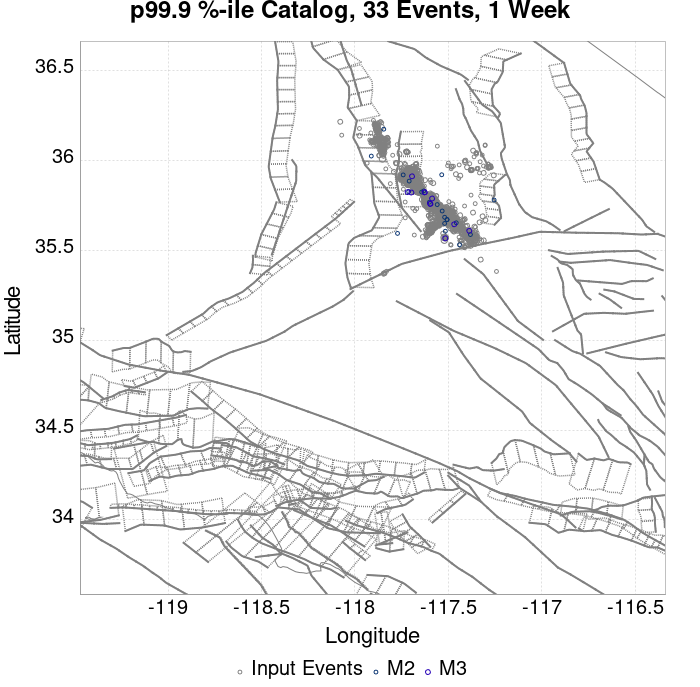 p99.9 %-ile Catalog, 33 Events, 1 Week
36.5
36
35.5
35
34.5
34
Latitude
-119
-118.5
-118
-117.5
-117
-116.5
Longitude
Input Events
M2
M3